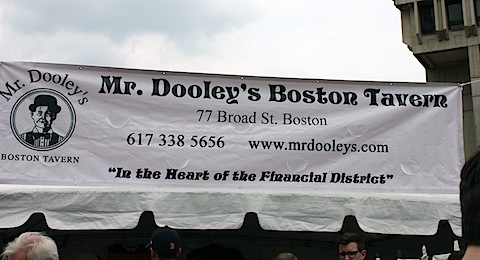 Mr. Dooley's
BOSTON TAVERN
Mr. Dooley's Boston Tavern
77 Broad St. Boston
617 338 5656 www.mrdooleys.com
"In the Heart of the Financial District"